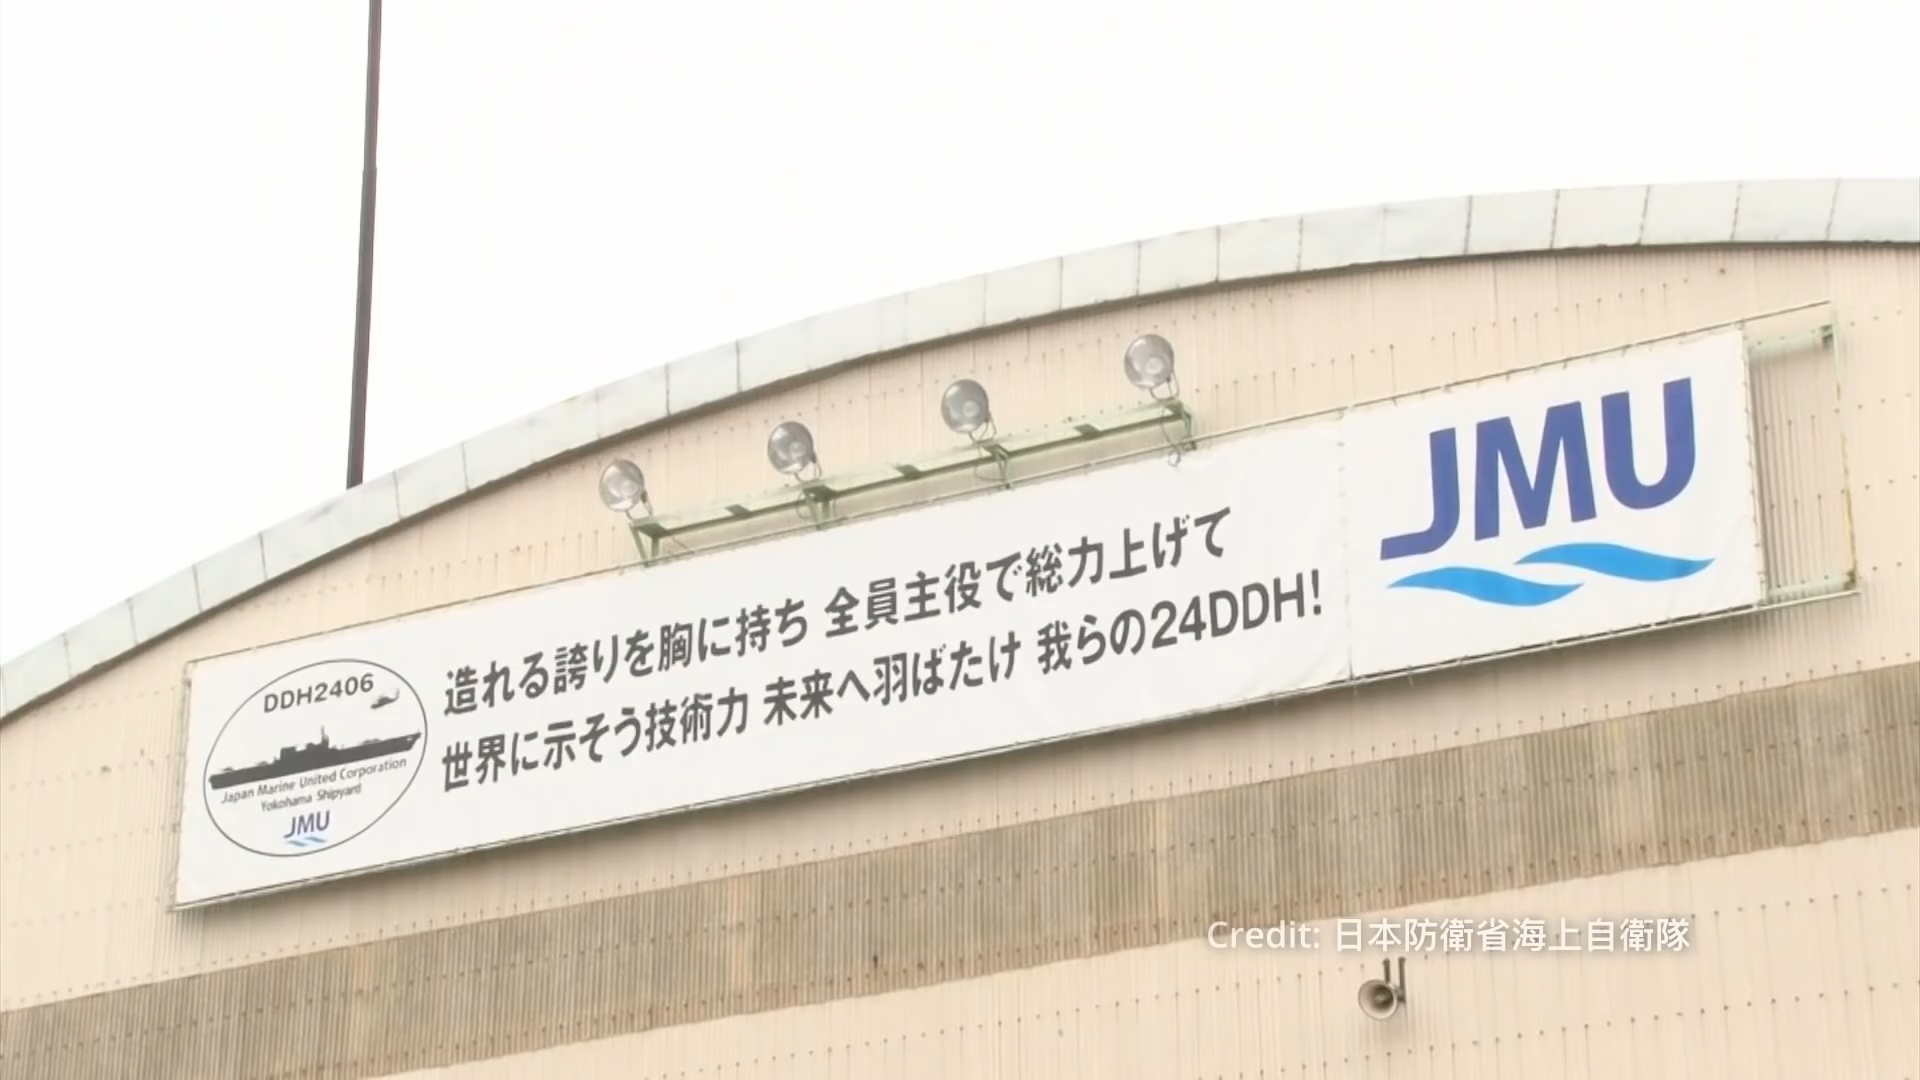 DDH2406
Japan Marine United Corporation
Yokohama Shipyard
JMU
造れる誇りを胸に持ち 全員主役で総力上げて
世界に示そう技術力 未来へ羽ばたけ 我らの24DDH!
JMU
Credit: 日本防衛省海上自衛隊